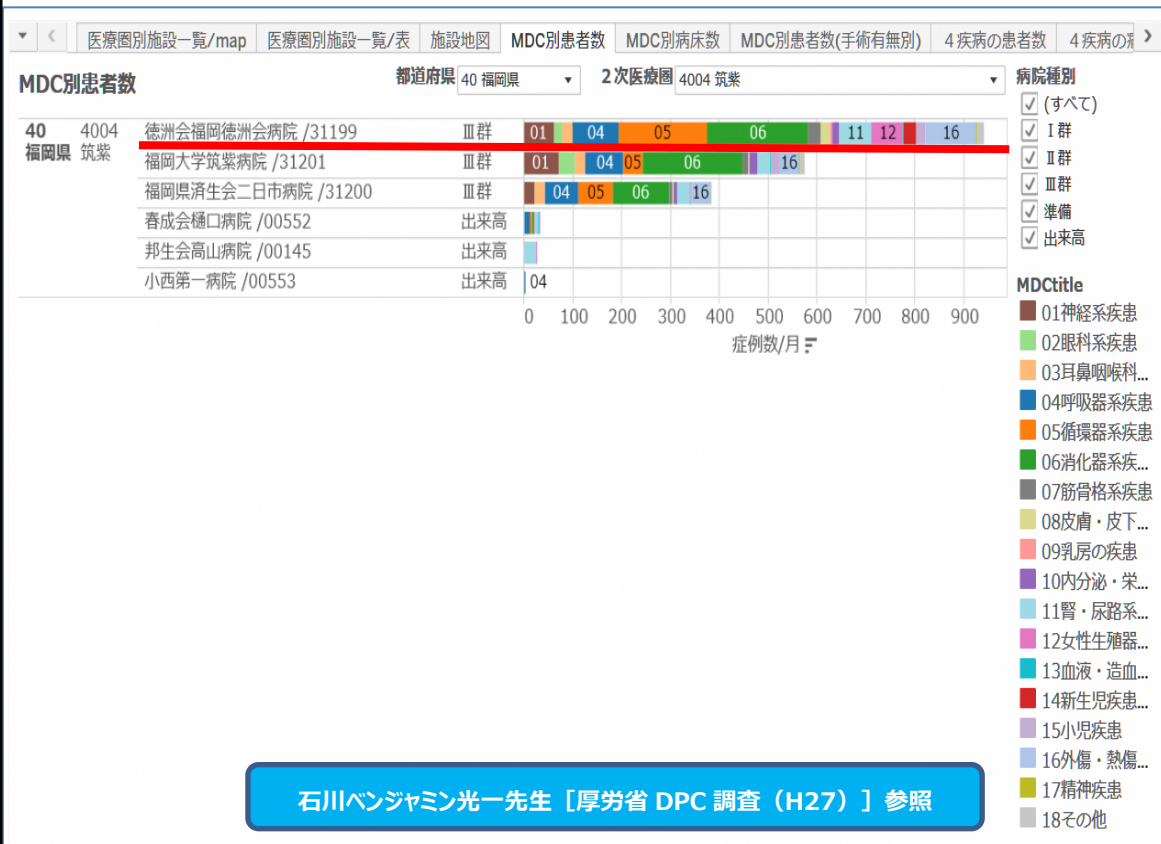 医療圏別施設一覧/map 医療圏別施設一覧/表 施設地図 MDC別患者数 MDC別病床数 MDC別患者数(手術有無別) 4疾病の患者数 4疾病の
MDC別患者数
都道府県 40 福岡県
2次医療圏 4004 筑紫
40 福岡県
4004 筑紫
徳洲会福岡徳洲会病院 /31199 Ⅲ群 01 04 05 06 11 12 16
福岡大学筑紫病院 /31201 Ⅲ群 01 04 05 06 16
福岡県済生会二日市病院 /31200 Ⅲ群 04 05 06 16
春成会樋口病院 /00552 出来高
邦生会高山病院 /00145 出来高
小西第一病院 /00553 出来高 04
0 100 200 300 400 500 600 700 800 900
症例数/月
病院種別
(すべて)
Ⅰ群
Ⅱ群
Ⅲ群
準備
出来高
MDCtitle
01神経系疾患
02眼科系疾患
03耳鼻咽喉科...
04呼吸器系疾患
05循環器系疾患
06消化器系疾...
07筋骨格系疾患
08皮膚・皮下...
09乳房の疾患
10内分泌・栄...
11腎・尿路系...
12女性生殖器...
13血液・造血...
14新生児疾患...
15小児疾患
16外傷・熱傷...
17精神疾患
18その他
石川ベンジャミン光一先生［厚労省 DPC 調査（H27）］参照